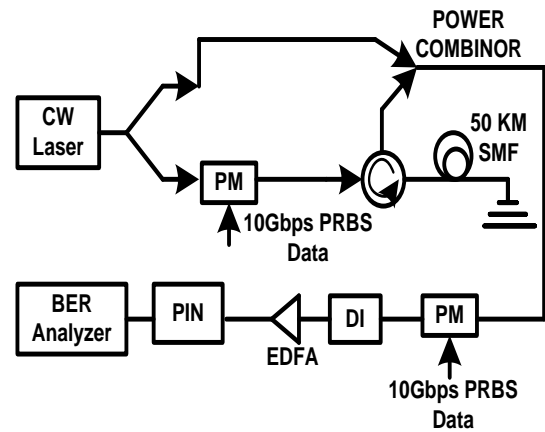 POWER
COMBINOR
CW
Laser
50 KM
SMF
PM
10Gbps PRBS
Data
BER
Analyzer
PIN
EDFA
DI
PM
10Gbps PRBS
Data